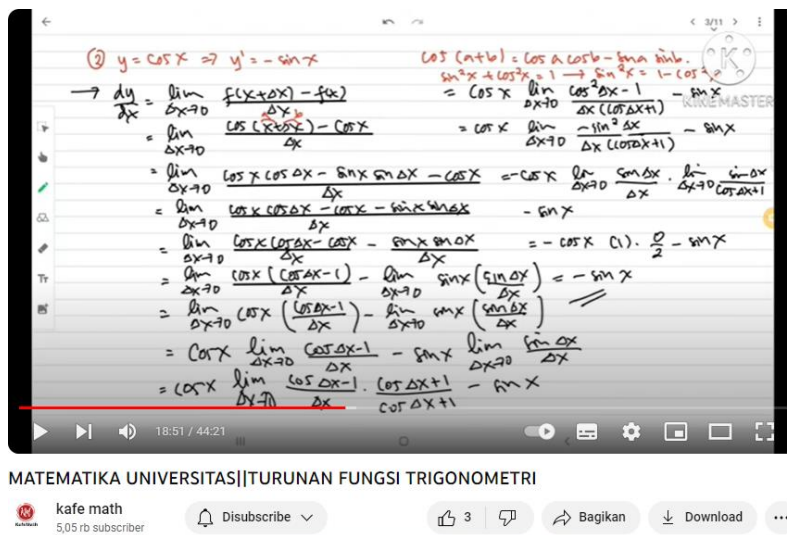 < 3/11 >
② y = cos x ⇒ y' = - sin x
cos (a+b) = cos a cos b - sin a sin b.
sin²x + cos²x = 1 → sin²x = 1 - cos²x
K
KINEMASTER
→ dy/dx = lim Δx→0 f(x+Δx) - f(x) / Δx
= lim Δx→0 cos (x+Δx) - cos x / Δx
a b
= lim Δx→0 cos x cos Δx - sin x sin Δx - cos x / Δx
= lim Δx→0 cos x cos Δx - cos x - sin x sin Δx / Δx
= lim Δx→0 cos x cos Δx - cos x / Δx - sin x sin Δx / Δx
= lim Δx→0 cos x (cos Δx - 1) / Δx - lim Δx→0 sin x (sin Δx / Δx)
= lim Δx→0 cos x (cos Δx - 1 / Δx) - lim Δx→0 sin x (sin Δx / Δx)
= cos x lim Δx→0 cos Δx - 1 / Δx - sin x lim Δx→0 sin Δx / Δx
= cos x lim Δx→0 cos Δx - 1 / Δx . cos Δx + 1 / cos Δx + 1 - sin x
= cos x lim Δx→0 cos²Δx - 1 / Δx (cos Δx + 1) - sin x
= cos x lim Δx→0 - sin²Δx / Δx (cos Δx + 1) - sin x
= - cos x lim Δx→0 sin Δx / Δx . lim Δx→0 sin Δx / cos Δx + 1
- sin x
= - cos x (1) . 0/2 - sin x
= - sin x
Tr
18:51 / 44:21
MATEMATIKA UNIVERSITAS||TURUNAN FUNGSI TRIGONOMETRI
KafeMath
kafe math
5,05 rb subscriber
Disubscribe
3
Bagikan
Download